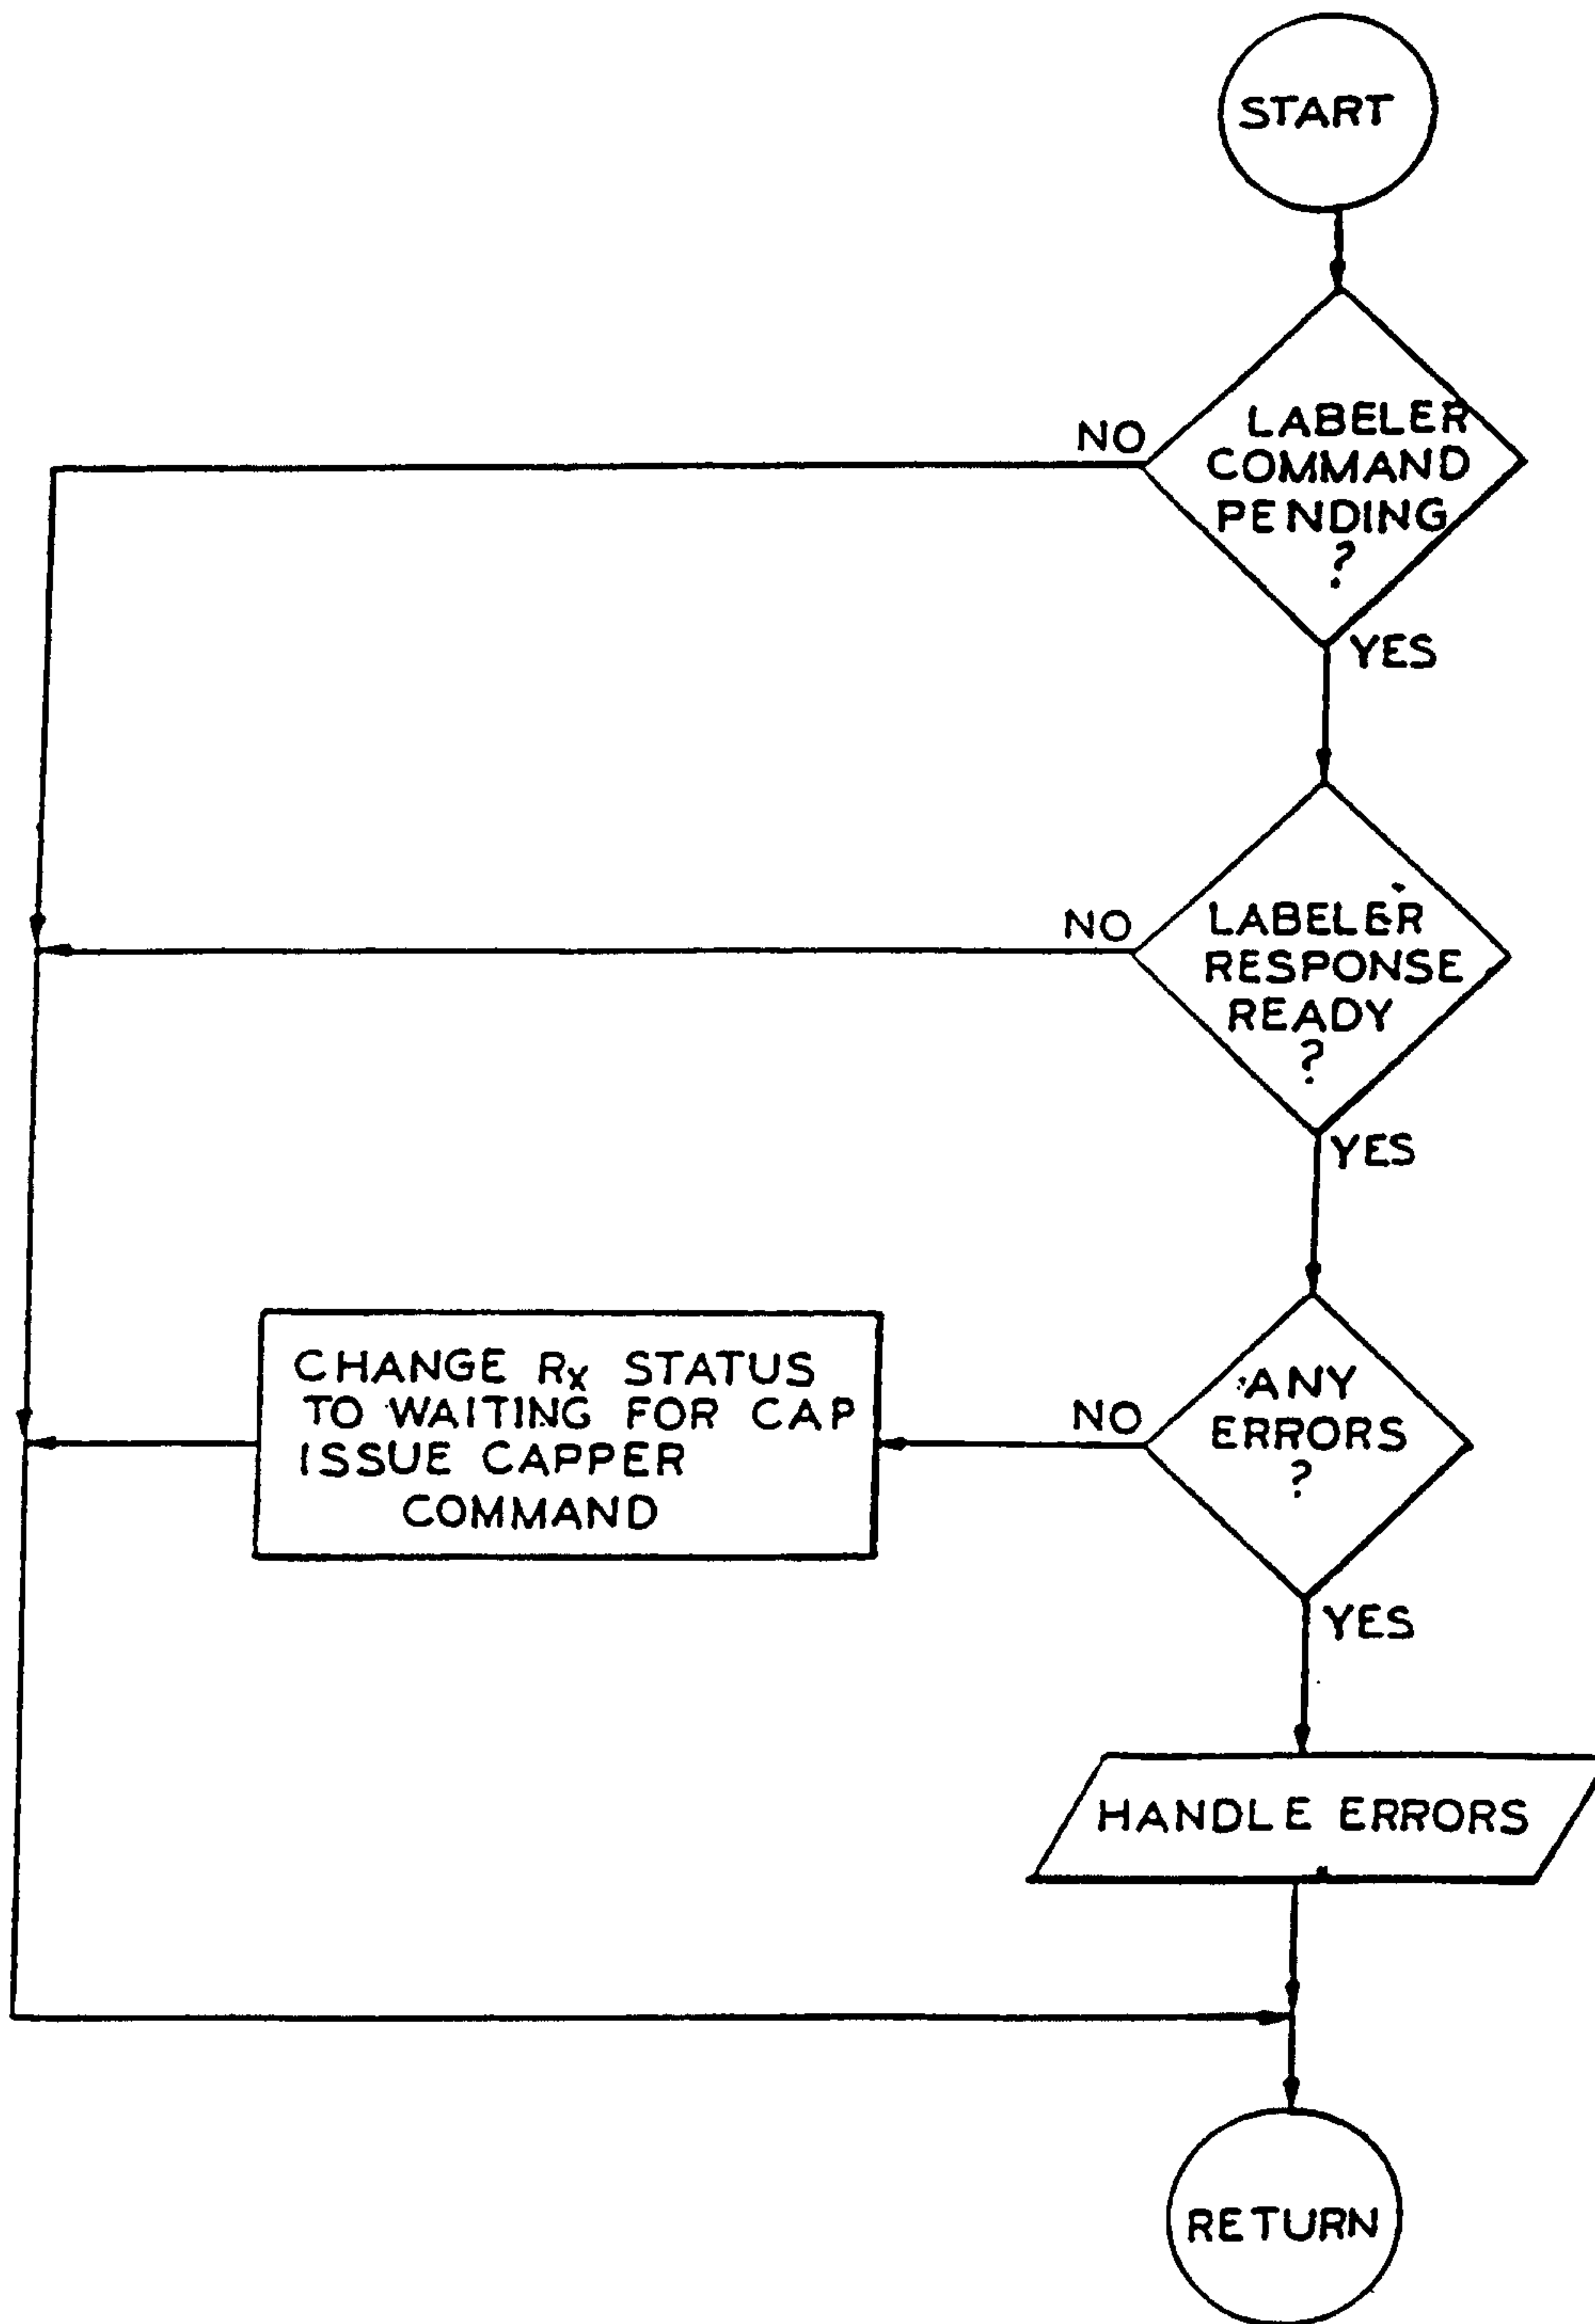 START
NO
LABELER
COMMAND
PENDING
?
YES
NO
LABELER
RESPONSE
READY
?
YES
CHANGE Rx STATUS
TO WAITING FOR CAP
ISSUE CAPPER
COMMAND
NO
ANY
ERRORS
?
YES
HANDLE ERRORS
RETURN